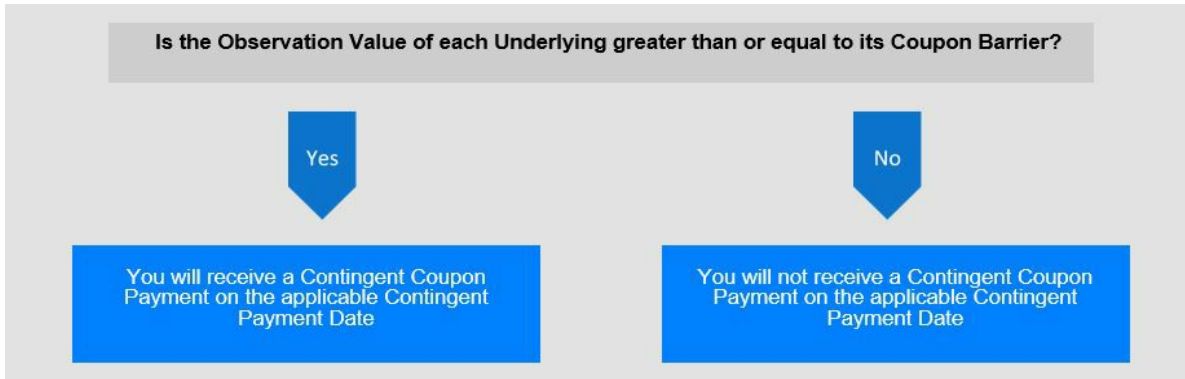 Is the Observation Value of each Underlying greater than or equal to its Coupon Barrier?
Yes
No
You will receive a Contingent Coupon
Payment on the applicable Contingent
Payment Date
You will not receive a Contingent Coupon
Payment on the applicable Contingent
Payment Date